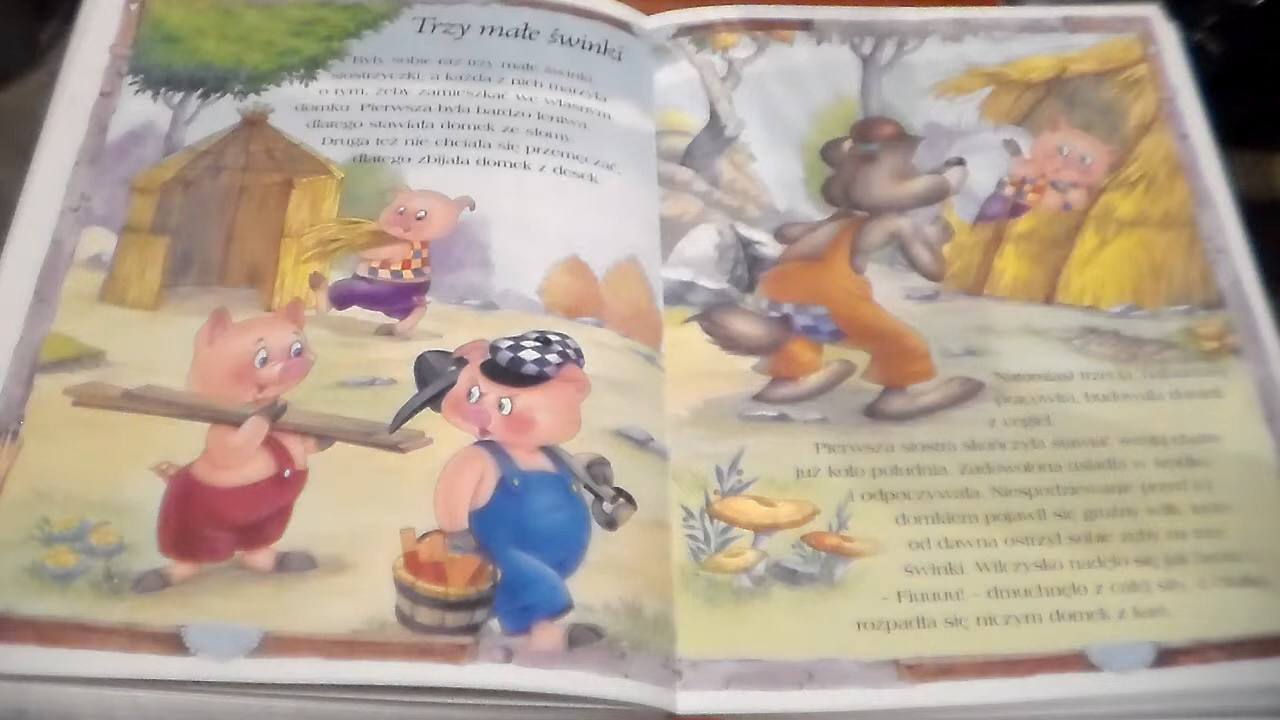 Trzy małe świnki
Były sobie raz trzy małe świnki,
siostrzyczki, a każda z nich marzyła
o tym, żeby zamieszkać we własnym
domku. Pierwsza była bardzo leniwa,
dlatego stawiała domek ze słomy.
Druga też nie chciała się przemęczać,
dlatego zbijała domek z desek.
Natomiast trzecia,
pracowita, budowała domek
z cegieł.
Pierwsza siostra skończyła stawiać
już koło południa. Zadowolona usiadła w środku
i odpoczywała. Niespodziewanie przed
domkiem pojawił się groźny wilk,
od dawna ostrzył sobie zęby na
świnki. Wilczysko nadęło się jak
- Fiuuuu! - dmuchnęło z całej
rozpadła się niczym domek z kart.